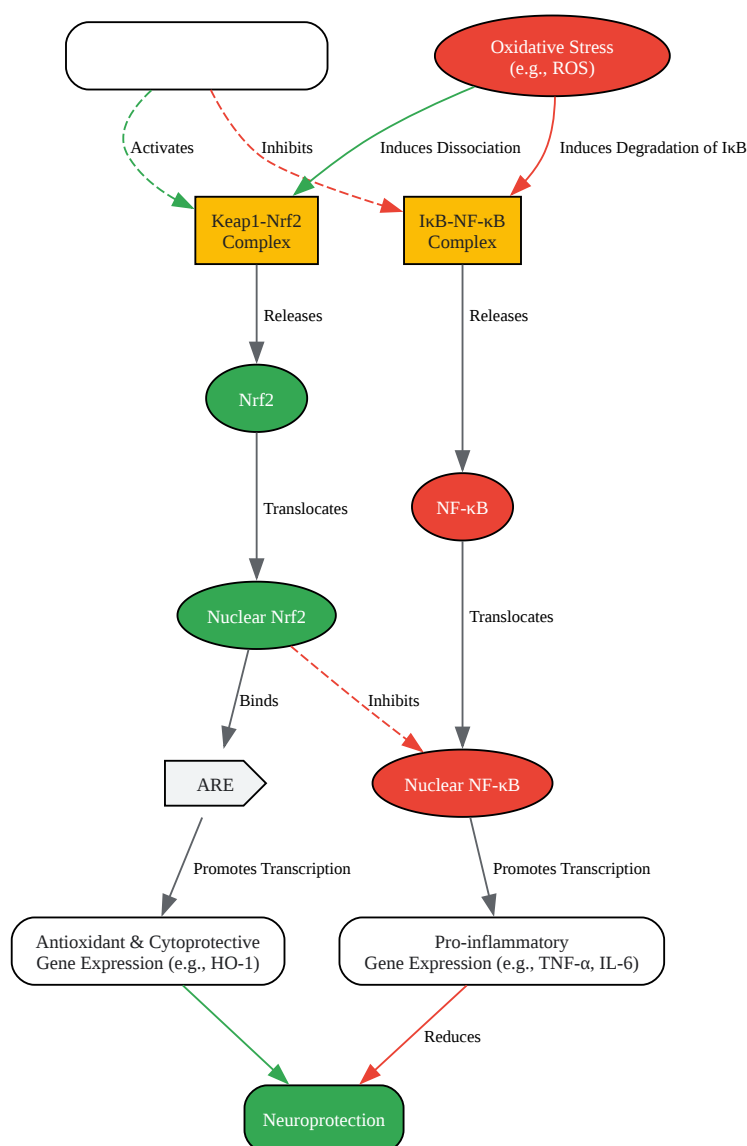 Oxidative Stress
(e.g., ROS)
Activates
Inhibits
Induces Dissociation
Induces Degradation of IκB
Keap1-Nrf2
Complex
IκB-NF-κB
Complex
Releases
Releases
Nrf2
NF-κB
Translocates
Nuclear Nrf2
Translocates
Binds
Inhibits
ARE
Nuclear NF-κB
Promotes Transcription
Promotes Transcription
Antioxidant & Cytoprotective
Gene Expression (e.g., HO-1)
Pro-inflammatory
Gene Expression (e.g., TNF-α, IL-6)
Reduces
Neuroprotection